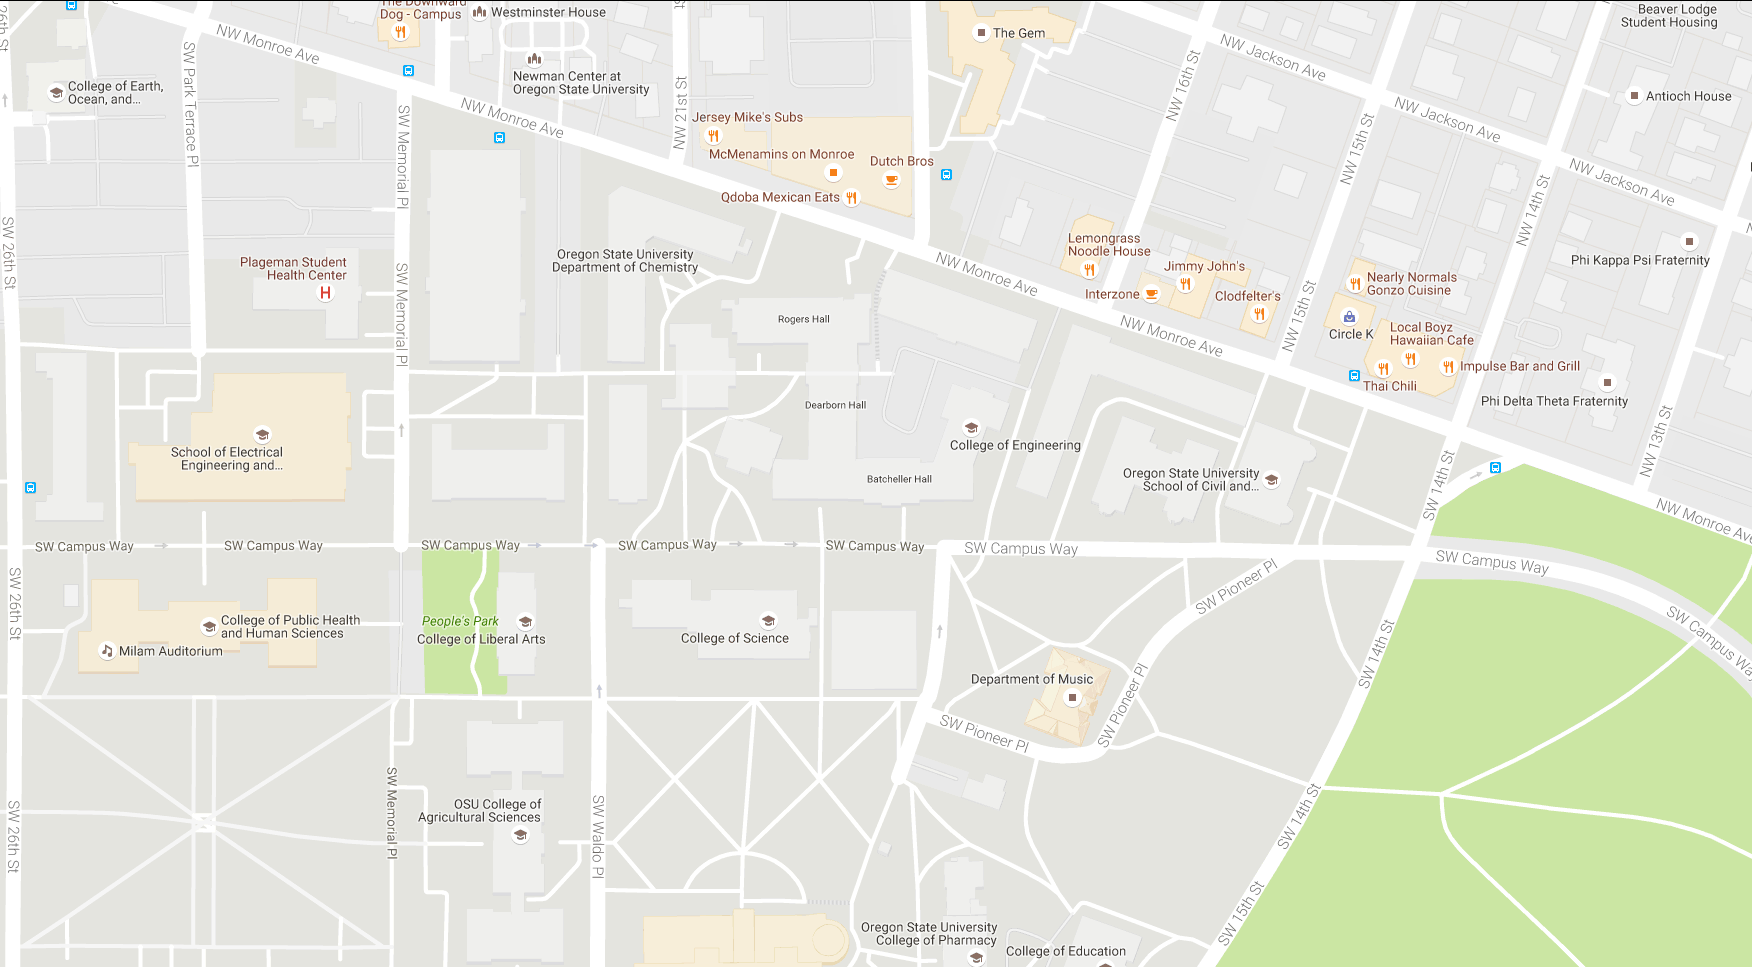 The Downward
Dog - Campus
Westminster House
Beaver Lodge
Student Housing
SW 26th St
NW Monroe Ave
SW Park Terrace Pl
The Gem
NW Jackson Ave
NW 16th St
Newman Center at
Oregon State University
College of Earth,
Ocean, and...
NW 21st St
Antioch House
NW Monroe Ave
SW Memorial Pl
Jersey Mike's Subs
NW Jackson Ave
NW 15th St
McMenamins on Monroe
Dutch Bros
NW Jackson Ave
Qdoba Mexican Eats
NW 14th St
SW 26th St
Lemongrass
Noodle House
Oregon State University
Department of Chemistry
Plageman Student
Health Center
H
SW Memorial Pl
NW Monroe Ave
Jimmy John's
Interzone
Clodfelter's
Nearly Normals
Gonzo Cuisine
Phi Kappa Psi Fraternity
NW 15th St
Rogers Hall
NW Monroe Ave
Circle K
Local Boyz
Hawaiian Cafe
Impulse Bar and Grill
Thai Chili
Phi Delta Theta Fraternity
Dearborn Hall
School of Electrical
Engineering and...
College of Engineering
NW 13th St
Batcheller Hall
Oregon State University
School of Civil and...
SW 14th St
NW Monroe Ave
SW Campus Way
SW Campus Way
SW Campus Way
SW Campus Way
SW Campus Way
SW Campus Way
SW Campus Way
SW 26th St
SW Pioneer Pl
College of Public Health
and Human Sciences
Milam Auditorium
People's Park
College of Liberal Arts
College of Science
SW Campus Way
SW 14th St
Department of Music
SW Pioneer Pl
SW Pioneer Pl
SW Memorial Pl
OSU College of
Agricultural Sciences
SW Waldo Pl
SW 26th St
SW 14th St
SW 15th St
Oregon State University
College of Pharmacy
College of Education